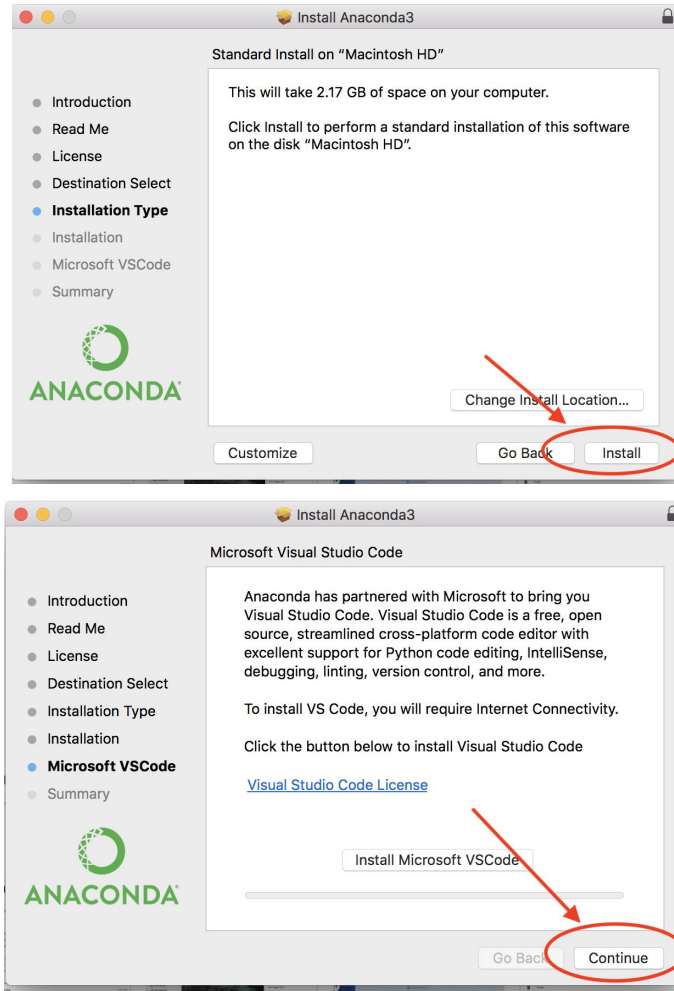 Install Anaconda3
Standard Install on “Macintosh HD”
Introduction
Read Me
License
Destination Select
Installation Type
Installation
Microsoft VSCode
Summary
ANACONDA
This will take 2.17 GB of space on your computer.
Click Install to perform a standard installation of this software
on the disk “Macintosh HD”.
Change Install Location...
Customize
Go Back
Install
Install Anaconda3
Microsoft Visual Studio Code
Introduction
Read Me
License
Destination Select
Installation Type
Installation
Microsoft VSCode
Summary
ANACONDA
Anaconda has partnered with Microsoft to bring you
Visual Studio Code. Visual Studio Code is a free, open
source, streamlined cross-platform code editor with
excellent support for Python code editing, IntelliSense,
debugging, linting, version control, and more.
To install VS Code, you will require Internet Connectivity.
Click the button below to install Visual Studio Code
Visual Studio Code License
Install Microsoft VSCode
Go Back
Continue